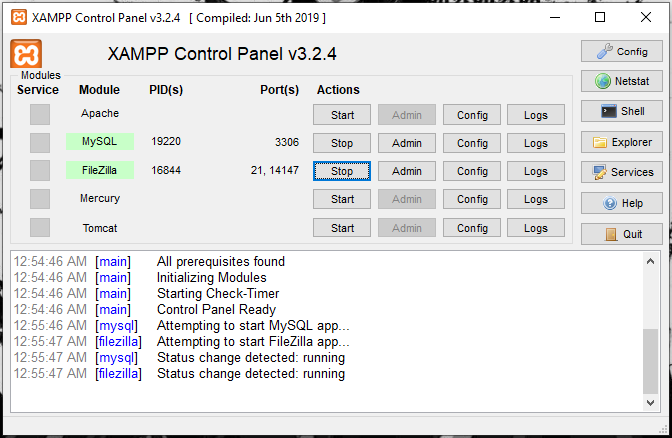 XAMPP Control Panel v3.2.4 [ Compiled: Jun 5th 2019 ]
XAMPP Control Panel v3.2.4
Config
Modules
Service Module PID(s) Port(s) Actions
Netstat
Apache Start Admin Config Logs
Shell
MySQL 19220 3306 Stop Admin Config Logs
Explorer
FileZilla 16844 21, 14147 Stop Admin Config Logs
Services
Mercury Start Admin Config Logs
Help
Tomcat Start Admin Config Logs
Quit
12:54:46 AM [main] All prerequisites found
12:54:46 AM [main] Initializing Modules
12:54:46 AM [main] Starting Check-Timer
12:54:46 AM [main] Control Panel Ready
12:55:46 AM [mysql] Attempting to start MySQL app...
12:55:47 AM [filezilla] Attempting to start FileZilla app...
12:55:47 AM [mysql] Status change detected: running
12:55:47 AM [filezilla] Status change detected: running